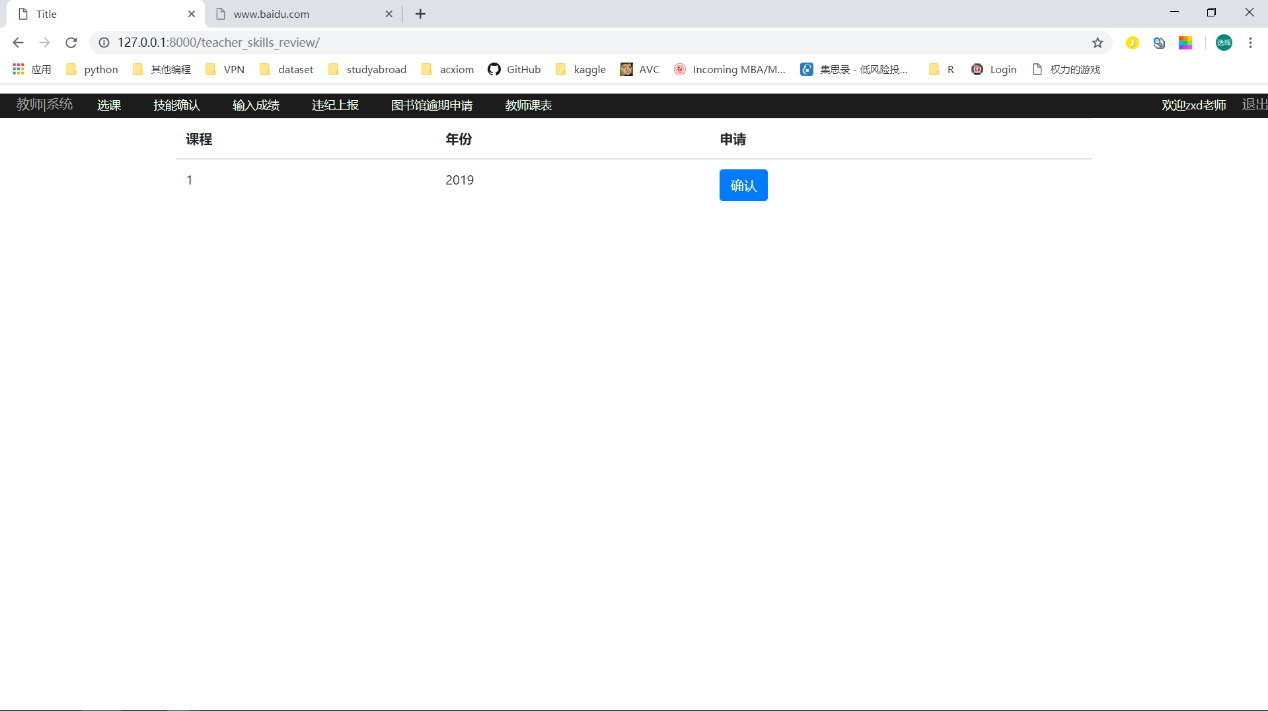 Title
www.baidu.com
127.0.0.1:8000/teacher_skills_review/
应用 python 其他编程 VPN dataset studyabroad acxiom GitHub kaggle AVC Incoming MBA/M... 集思录 - 低风险投... R Login 权力的游戏
教师|系统 选课 技能确认 输入成绩 违纪上报 图书馆逾期申请 教师课表 欢迎zxd老师 退出
课程 年份 申请
1 2019 确认